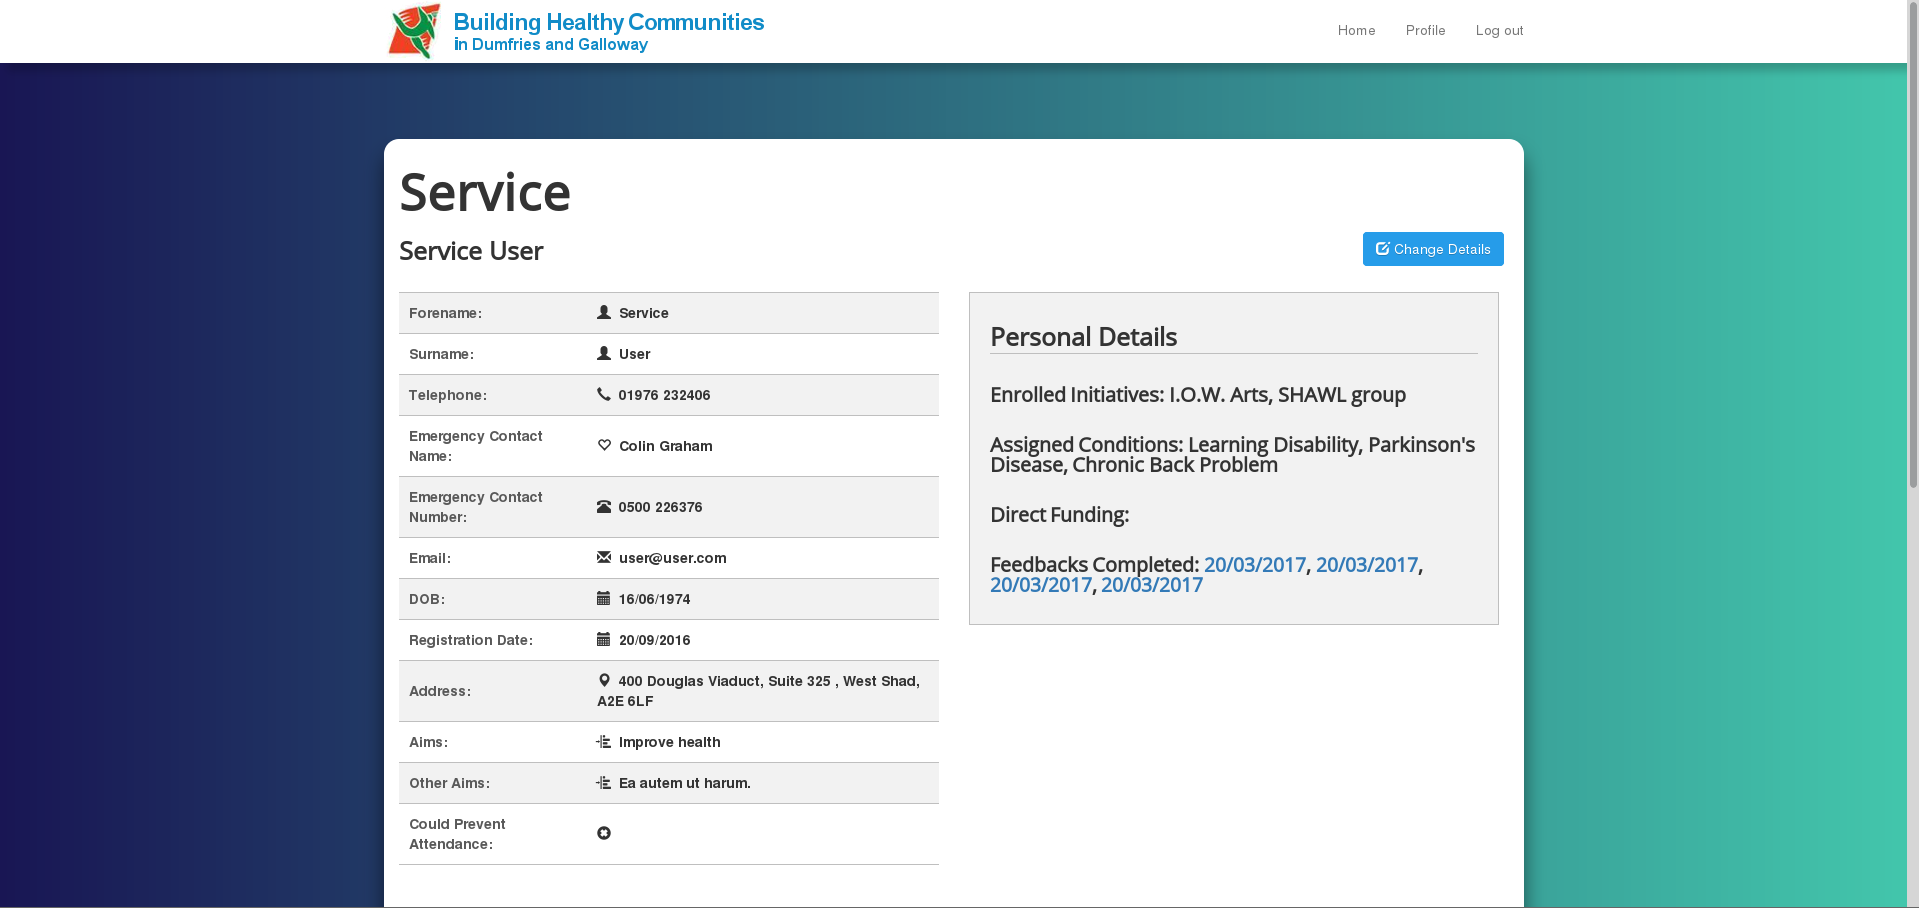 Building Healthy Communities
in Dumfries and Galloway
Home
Profile
Log out
Service
Service User
Change Details
Forename:
Service
Surname:
User
Telephone:
01976 232406
Emergency Contact
Name:
Colin Graham
Emergency Contact
Number:
0500 226376
Email:
user@user.com
DOB:
16/06/1974
Registration Date:
20/09/2016
Address:
400 Douglas Viaduct, Suite 325 , West Shad,
A2E 6LF
Aims:
Improve health
Other Aims:
Ea autem ut harum.
Could Prevent
Attendance:
Personal Details
Enrolled Initiatives: I.O.W. Arts, SHAWL group
Assigned Conditions: Learning Disability, Parkinson's
Disease, Chronic Back Problem
Direct Funding:
Feedbacks Completed: 20/03/2017, 20/03/2017,
20/03/2017, 20/03/2017